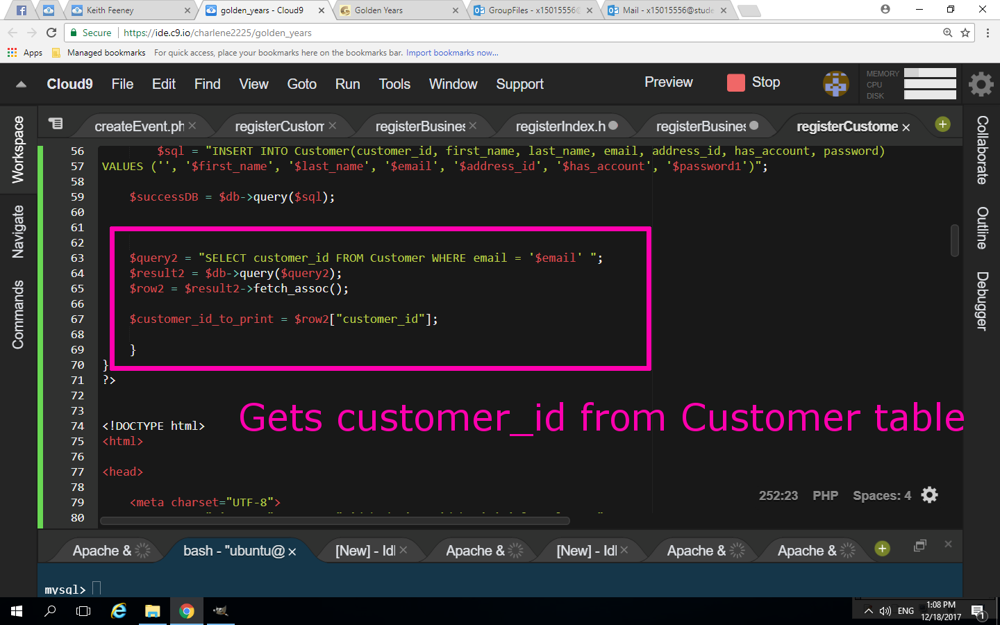 Keith Feeney
golden_years - Cloud9
Golden Years
GroupFiles - x15015556@
Mail - x15015556@stude
Secure
https://ide.c9.io/charlene2225/golden_years
Apps
Managed bookmarks
For quick access, place your bookmarks here on the bookmarks bar. Import bookmarks now...
Cloud9 File Edit Find View Goto Run Tools Window Support
Preview
Stop
MEMORY
CPU
DISK
createEvent.ph
registerCustom
registerBusines
registerIndex.h
registerBusines
registerCustome
Workspace
Navigate
Commands
Collaborate
Outline
Debugger
56 $sql = "INSERT INTO Customer(customer_id, first_name, last_name, email, address_id, has_account, password)
57 VALUES ('', '$first_name', '$last_name', '$email', '$address_id', '$has_account', '$password1')";
58
59 $successDB = $db->query($sql);
60
61
62
63 $query2 = "SELECT customer_id FROM Customer WHERE email = '$email' ";
64 $result2 = $db->query($query2);
65 $row2 = $result2->fetch_assoc();
66
67 $customer_id_to_print = $row2["customer_id"];
68
69 }
70 }
71 ?>
72
73
Gets customer_id from Customer table
74 <!DOCTYPE html>
75 <html>
76
77 <head>
78
79 <meta charset="UTF-8">
80
252:23 PHP Spaces: 4
Apache &
bash - "ubuntu@
[New] - Idl
Apache &
[New] - Idl
Apache &
Apache &
mysql>
ENG
1:08 PM
12/18/2017
1